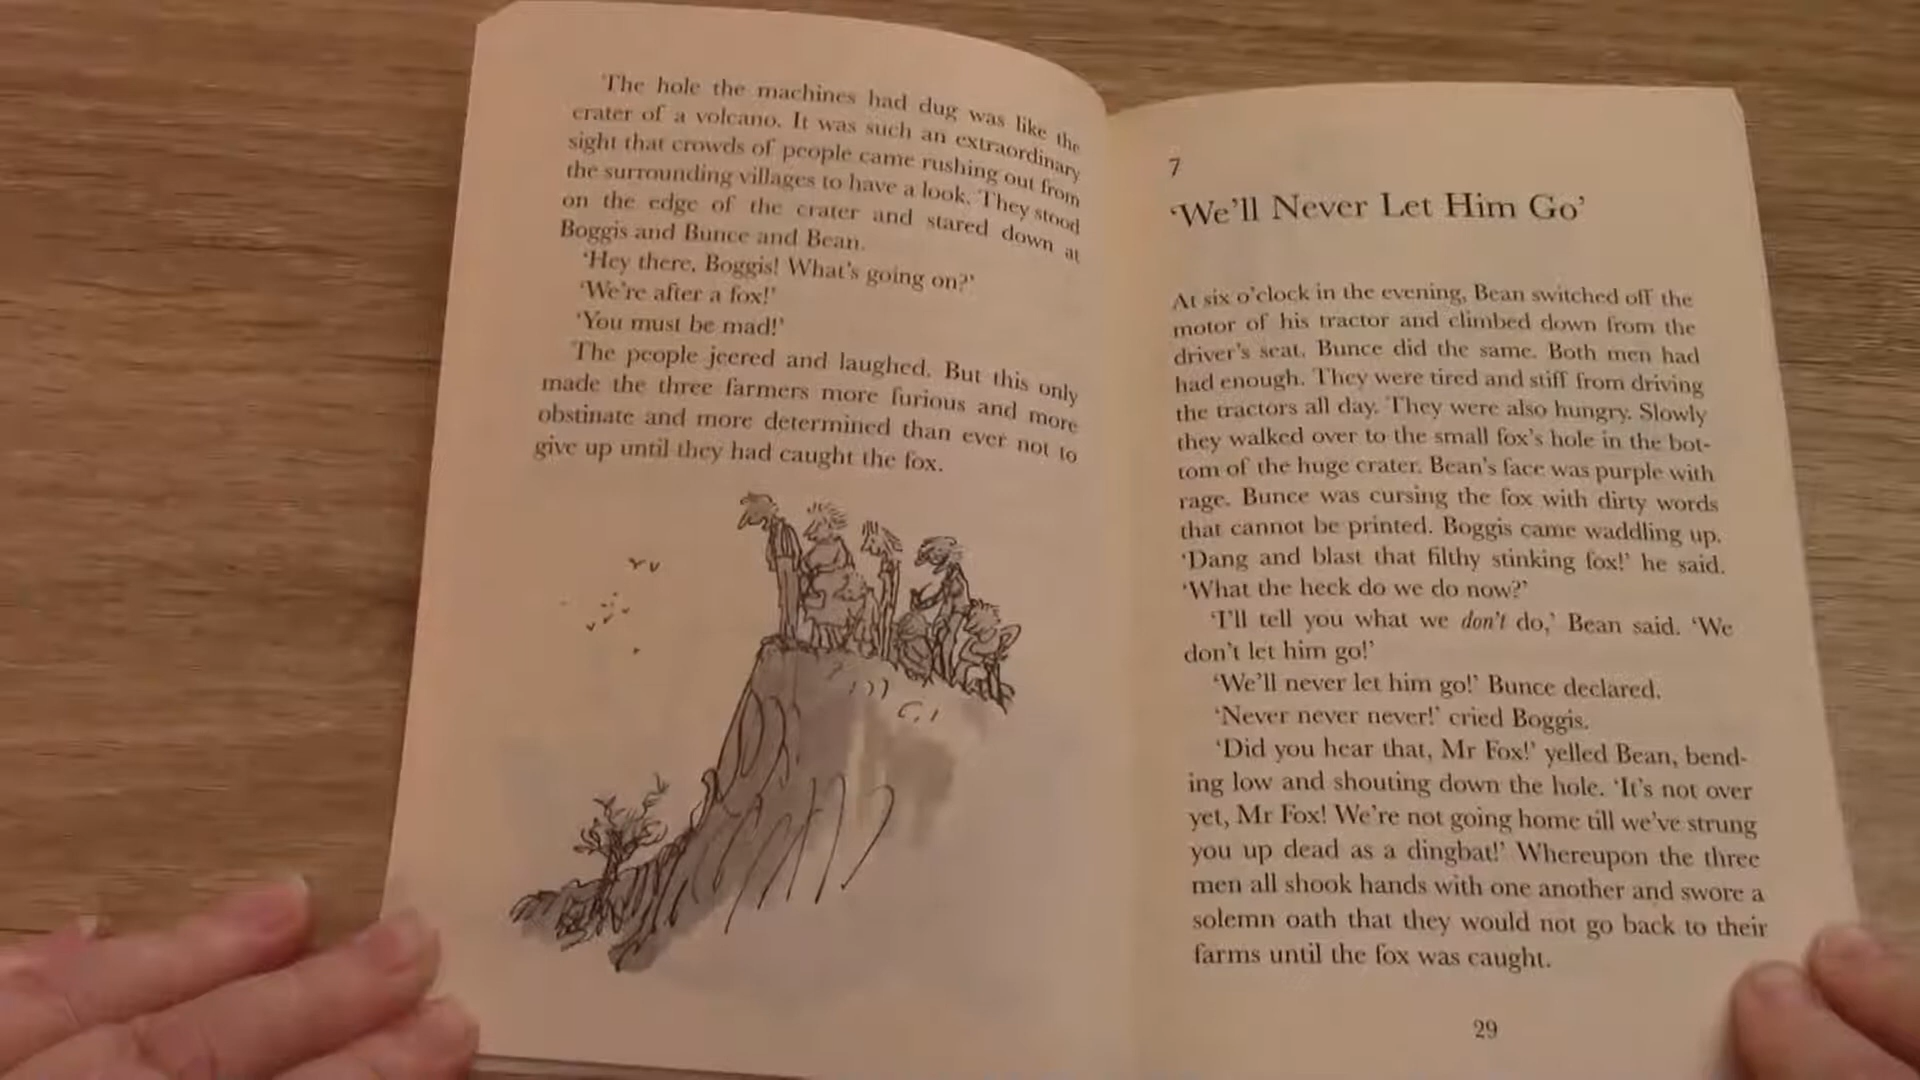 The hole the machines had dug was like the
crater of a volcano. It was such an extraordinary
sight that crowds of people came rushing out from
the surrounding villages to have a look. They stood
on the edge of the crater and stared down at
Boggis and Bunce and Bean.
‘Hey there, Boggis! What’s going on?’
‘We’re after a fox!’
‘You must be mad!’
The people jeered and laughed. But this only
made the three farmers more furious and more
obstinate and more determined than ever not to
give up until they had caught the fox.
7
‘We’ll Never Let Him Go’
At six o’clock in the evening, Bean switched off the
motor of his tractor and climbed down from the
driver’s seat. Bunce did the same. Both men had
had enough. They were tired and stiff from driving
the tractors all day. They were also hungry. Slowly
they walked over to the small fox’s hole in the bot-
tom of the huge crater. Bean’s face was purple with
rage. Bunce was cursing the fox with dirty words
that cannot be printed. Boggis came waddling up.
‘Dang and blast that filthy stinking fox!’ he said.
‘What the heck do we do now?’
‘I’ll tell you what we don’t do,’ Bean said. ‘We
don’t let him go!’
‘We’ll never let him go!’ Bunce declared.
‘Never never never!’ cried Boggis.
‘Did you hear that, Mr Fox!’ yelled Bean, bend-
ing low and shouting down the hole. ‘It’s not over
yet, Mr Fox! We’re not going home till we’ve strung
you up dead as a dingbat!’ Whereupon the three
men all shook hands with one another and swore a
solemn oath that they would not go back to their
farms until the fox was caught.
29